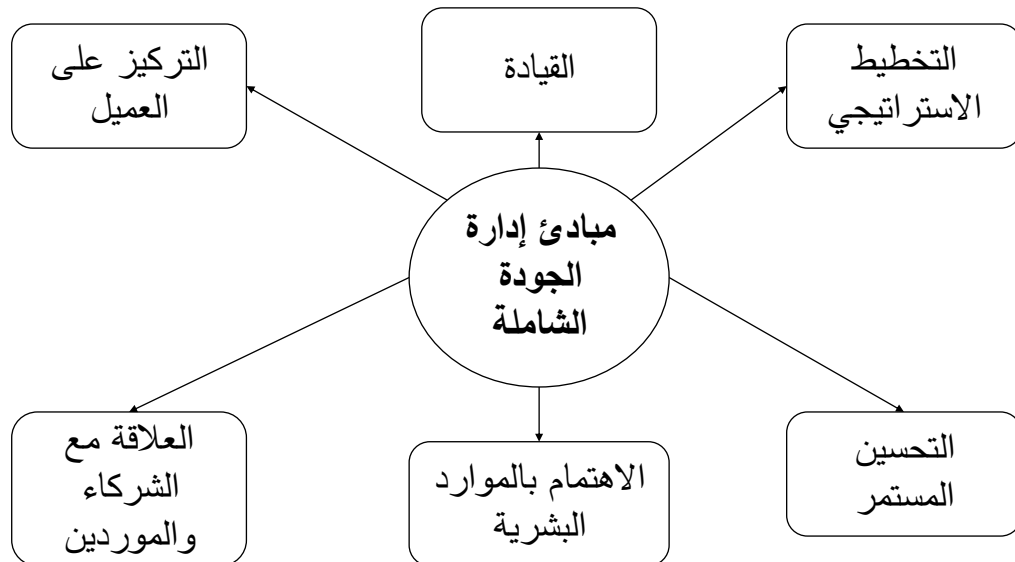 التخطيط
الاستراتيجي
القيادة
التركيز على
العميل
مبادئ إدارة
الجودة
الشاملة
التحسين
المستمر
الاهتمام بالموارد
البشرية
العلاقة مع
الشركاء
والموردين